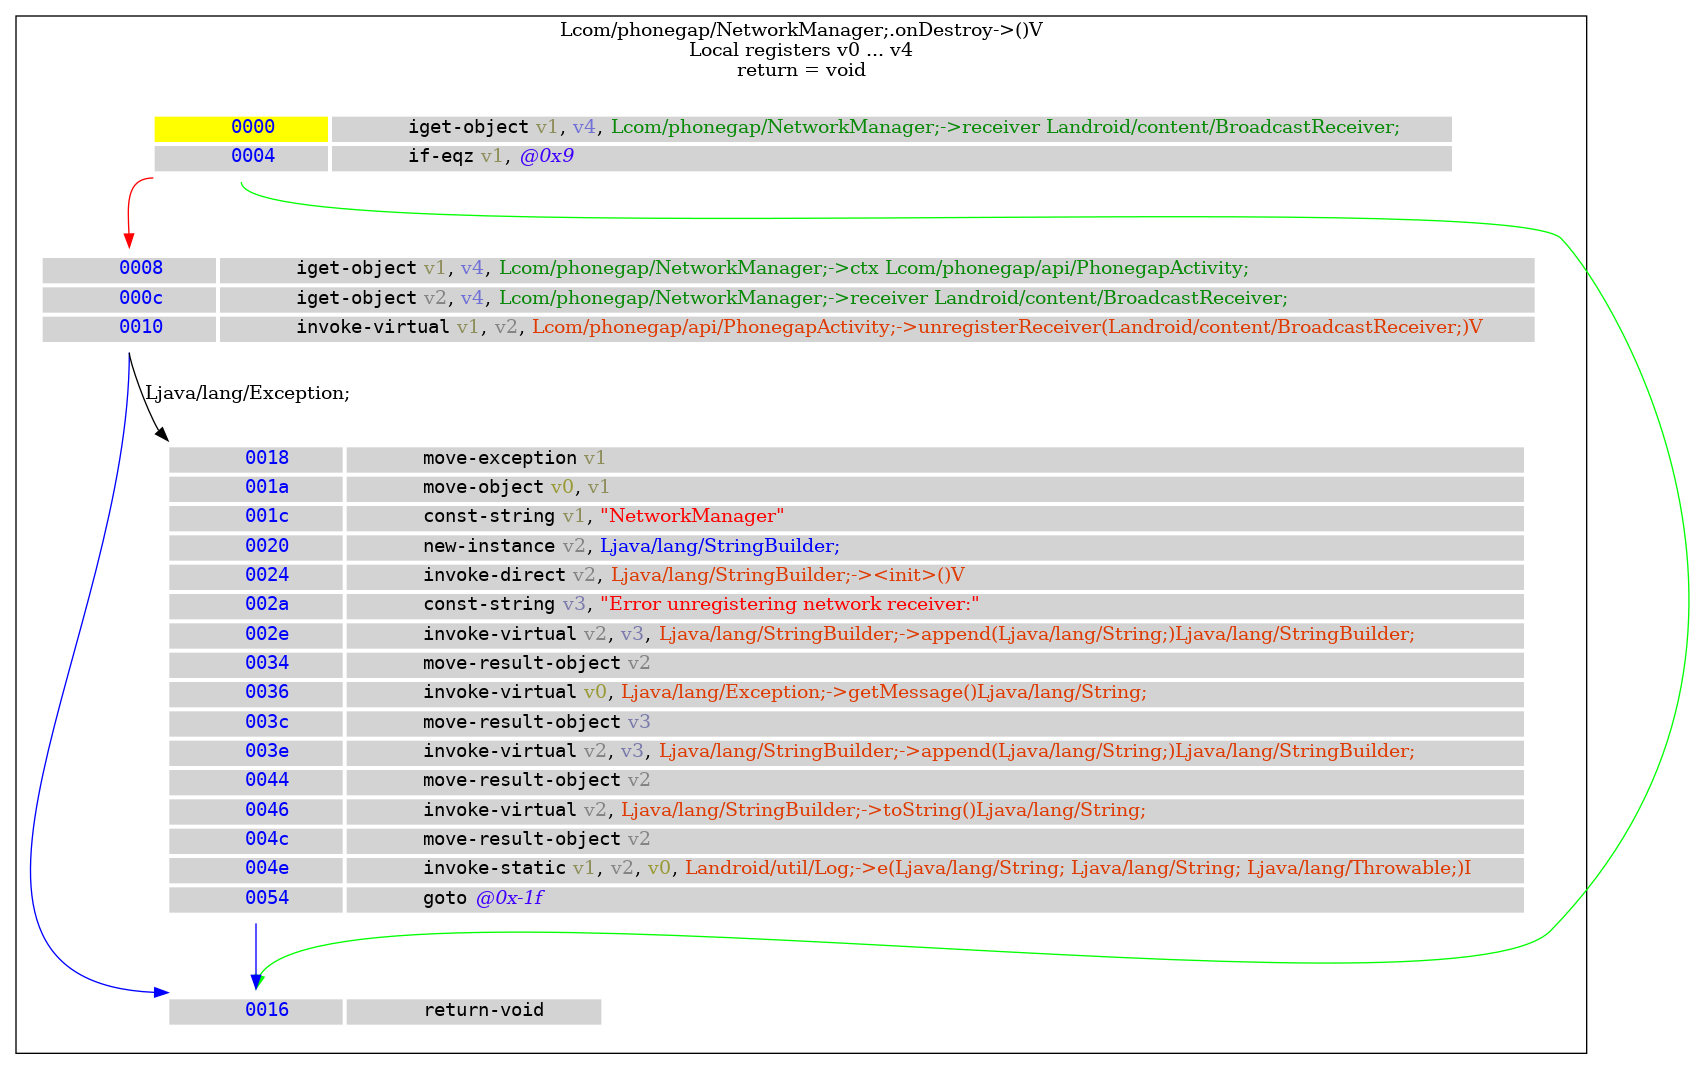 Lcom/phonegap/NetworkManager;.onDestroy->()V
Local registers v0 ... v4
return = void
0000 iget-object v1, v4, Lcom/phonegap/NetworkManager;->receiver Landroid/content/BroadcastReceiver;
0004 if-eqz v1, @0x9
0008 iget-object v1, v4, Lcom/phonegap/NetworkManager;->ctx Lcom/phonegap/api/PhonegapActivity;
000c iget-object v2, v4, Lcom/phonegap/NetworkManager;->receiver Landroid/content/BroadcastReceiver;
0010 invoke-virtual v1, v2, Lcom/phonegap/api/PhonegapActivity;->unregisterReceiver(Landroid/content/BroadcastReceiver;)V
Ljava/lang/Exception;
0018 move-exception v1
001a move-object v0, v1
001c const-string v1, "NetworkManager"
0020 new-instance v2, Ljava/lang/StringBuilder;
0024 invoke-direct v2, Ljava/lang/StringBuilder;-><init>()V
002a const-string v3, "Error unregistering network receiver:"
002e invoke-virtual v2, v3, Ljava/lang/StringBuilder;->append(Ljava/lang/String;)Ljava/lang/StringBuilder;
0034 move-result-object v2
0036 invoke-virtual v0, Ljava/lang/Exception;->getMessage()Ljava/lang/String;
003c move-result-object v3
003e invoke-virtual v2, v3, Ljava/lang/StringBuilder;->append(Ljava/lang/String;)Ljava/lang/StringBuilder;
0044 move-result-object v2
0046 invoke-virtual v2, Ljava/lang/StringBuilder;->toString()Ljava/lang/String;
004c move-result-object v2
004e invoke-static v1, v2, v0, Landroid/util/Log;->e(Ljava/lang/String; Ljava/lang/String; Ljava/lang/Throwable;)I
0054 goto @0x-1f
0016 return-void